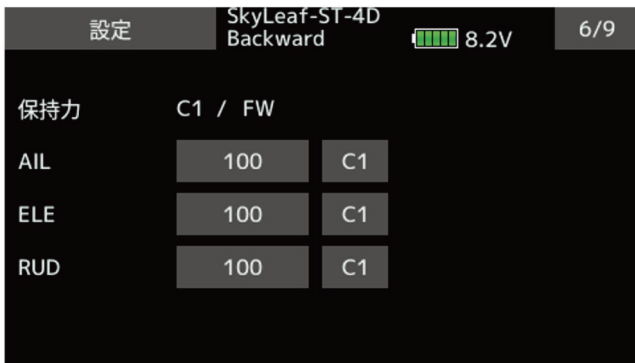 設定
SkyLeaf-ST-4D
Backward
8.2V
6/9
保持力 C1 / FW
AIL 100 C1
ELE 100 C1
RUD 100 C1